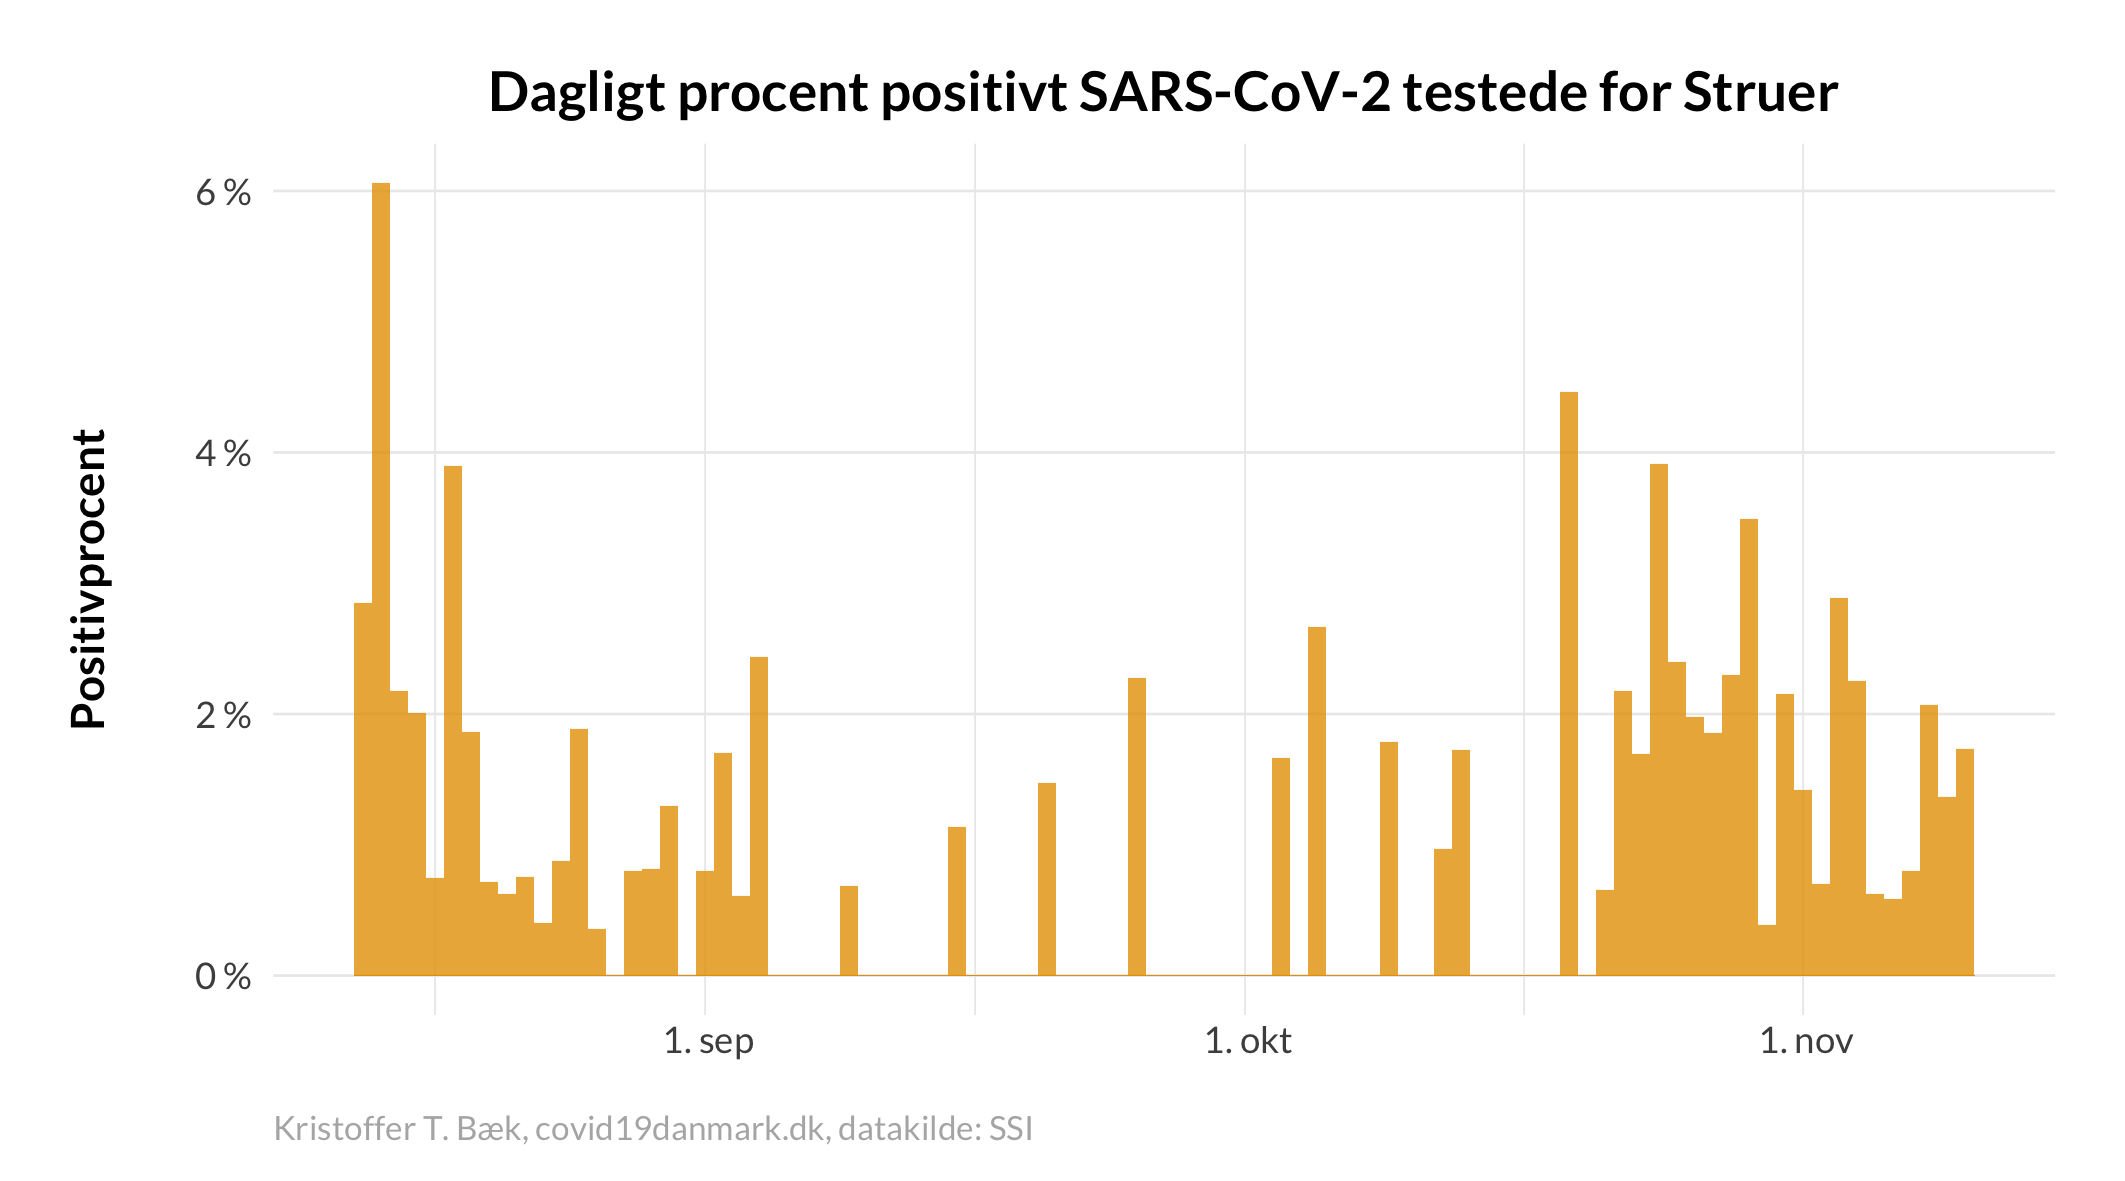 Dagligt procent positivt SARS-CoV-2 testede for Struer
Positivprocent
6 %
4 %
2 %
0 %
1. sep
1. okt
1. nov
Kristoffer T. Bæk, covid19danmark.dk, datakilde: SSI